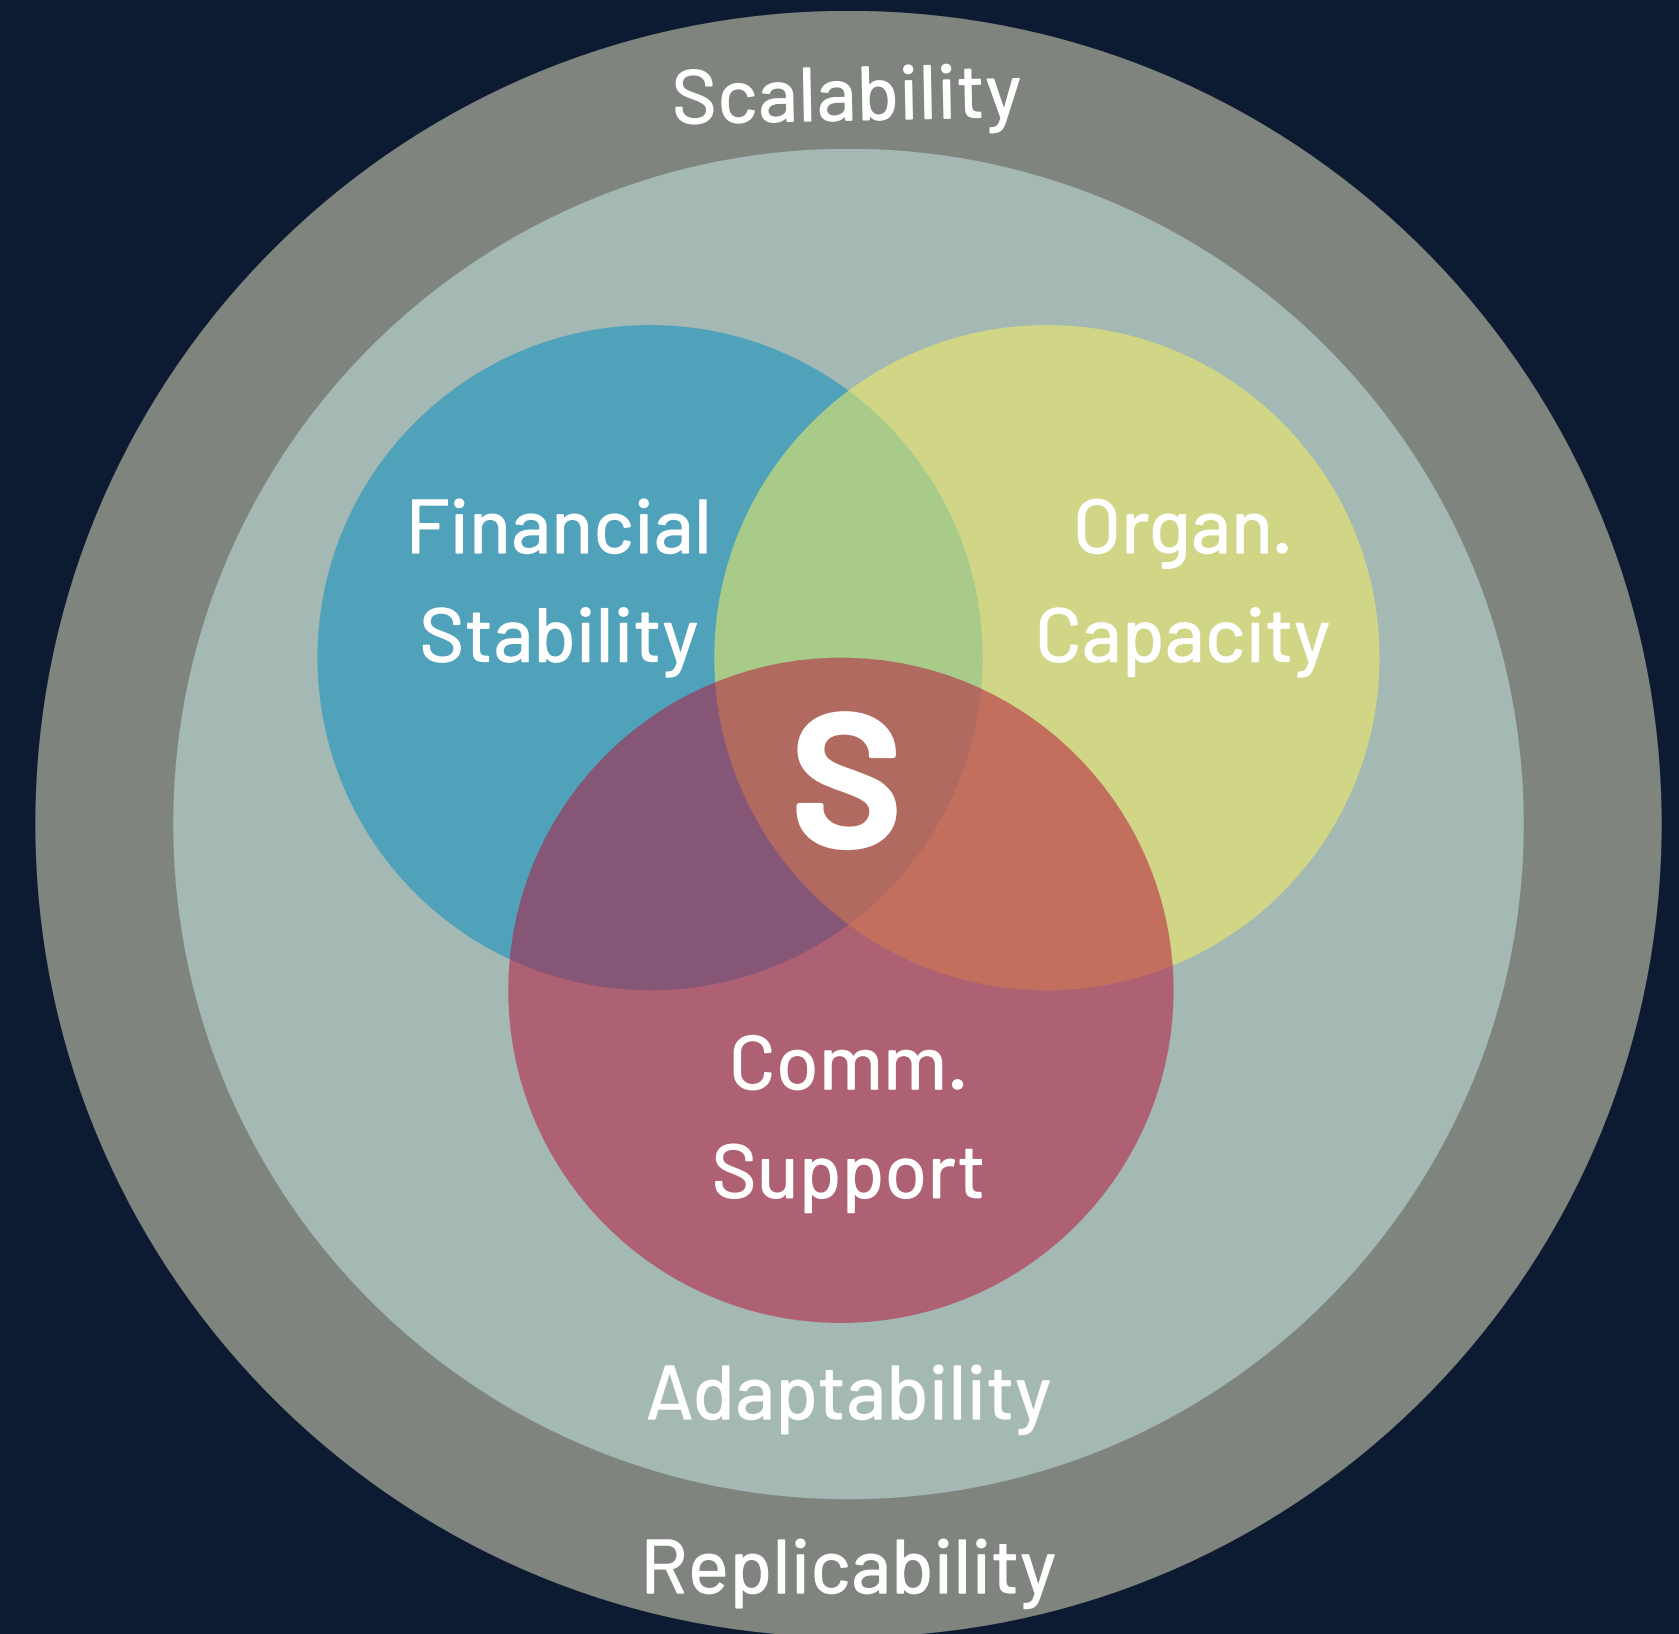 Scalability
Financial
Stability
Organ.
Capacity
S
Comm.
Support
Adaptability
Replicability